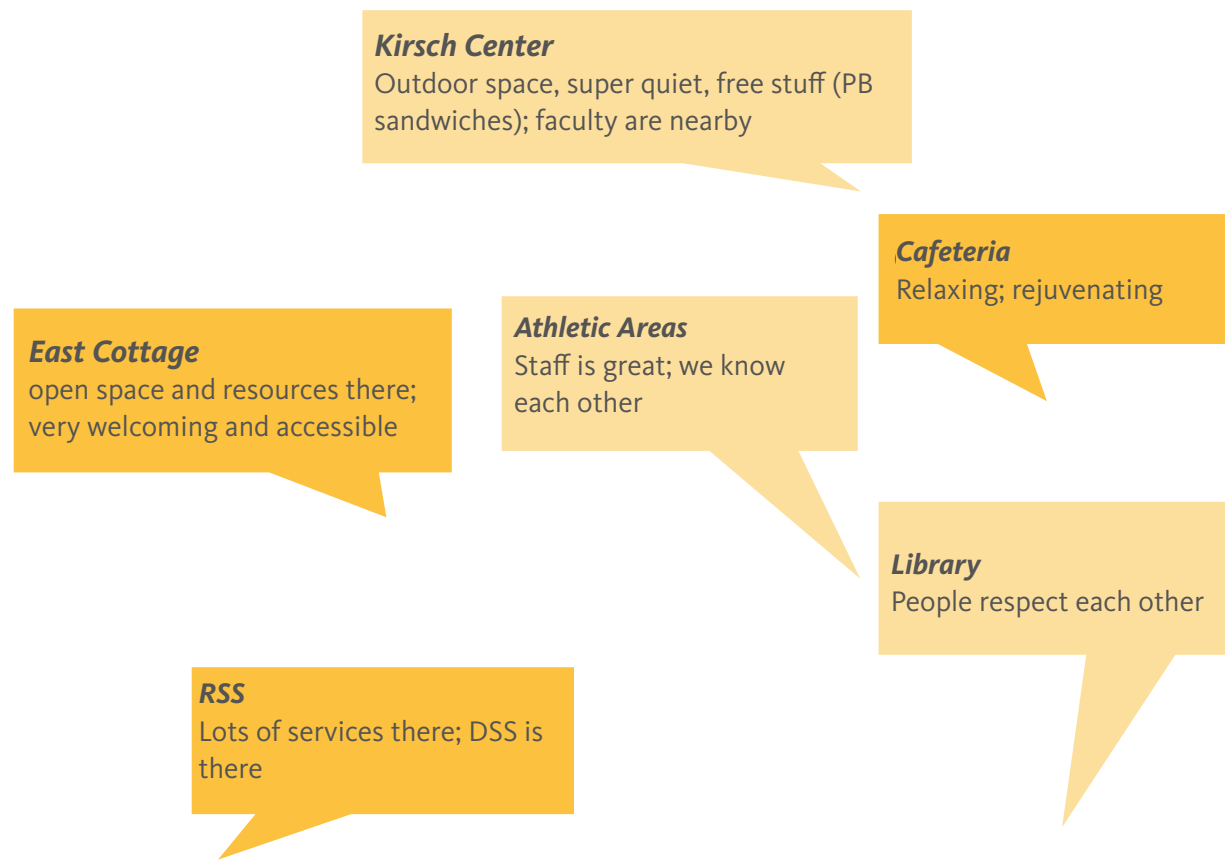 Kirsch Center
Outdoor space, super quiet, free stuff (PB
sandwiches); faculty are nearby
Cafeteria
Relaxing; rejuvenating
East Cottage
open space and resources there;
very welcoming and accessible
Athletic Areas
Staff is great; we know
each other
Library
People respect each other
RSS
Lots of services there; DSS is
there